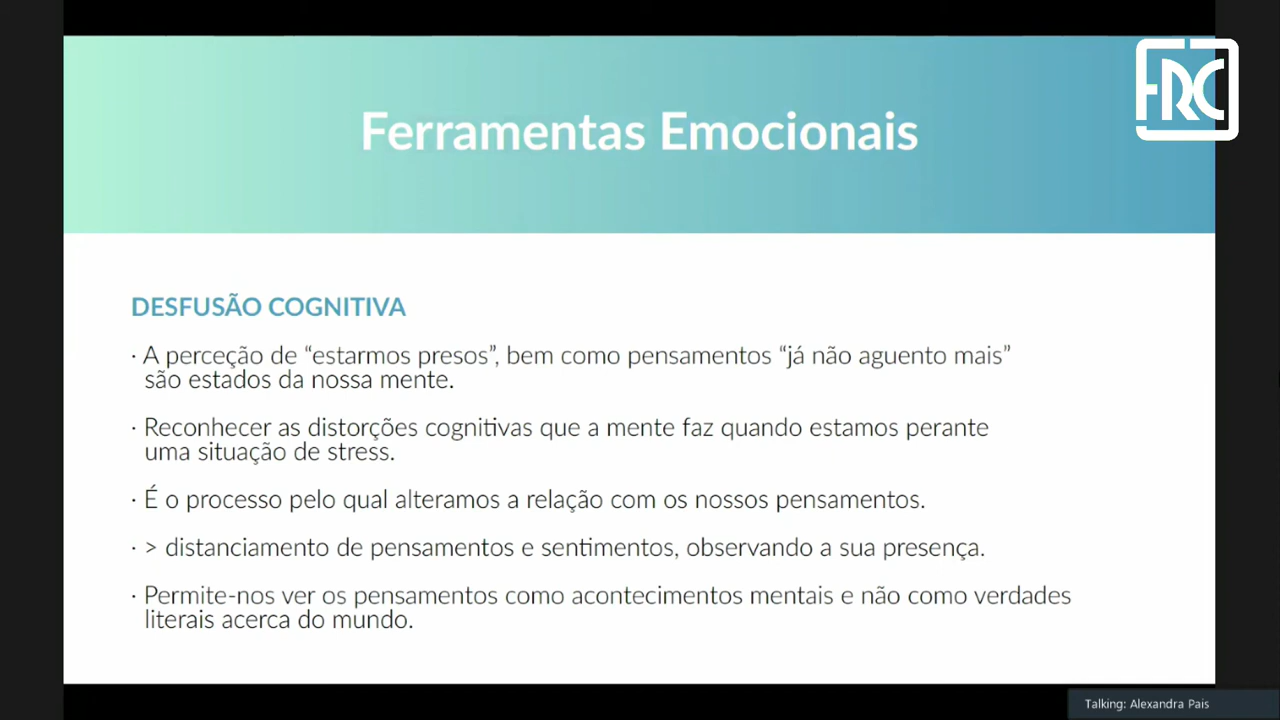 FRC
Ferramentas Emocionais
DESFUSÃO COGNITIVA
· A perceção de “estarmos presos”, bem como pensamentos “já não aguento mais”
são estados da nossa mente.
· Reconhecer as distorções cognitivas que a mente faz quando estamos perante
uma situação de stress.
· É o processo pelo qual alteramos a relação com os nossos pensamentos.
· > distanciamento de pensamentos e sentimentos, observando a sua presença.
· Permite-nos ver os pensamentos como acontecimentos mentais e não como verdades
literais acerca do mundo.
Talking: Alexandra Pais